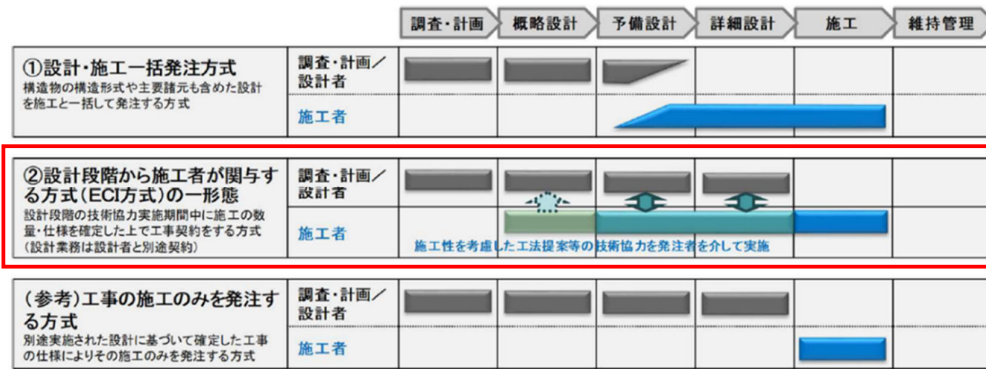 調査・計画 概略設計 予備設計 詳細設計 施工 維持管理
①設計・施工一括発注方式
構造物の構造形式や主要諸元も含めた設計
を施工と一括して発注する方式
調査・計画／
設計者
施工者
②設計段階から施工者が関与す
る方式(ECI方式)の一形態
設計段階の技術協力実施期間中に施工の数
量・仕様を確定した上で工事契約をする方式
(設計業務は設計者と別途契約)
調査・計画／
設計者
施工者
施工性を考慮した工法提案等の技術協力を発注者を介して実施
(参考)工事の施工のみを発注す
る方式
別途実施された設計に基づいて確定した工事
の仕様によりその施工のみを発注する方式
調査・計画／
設計者
施工者